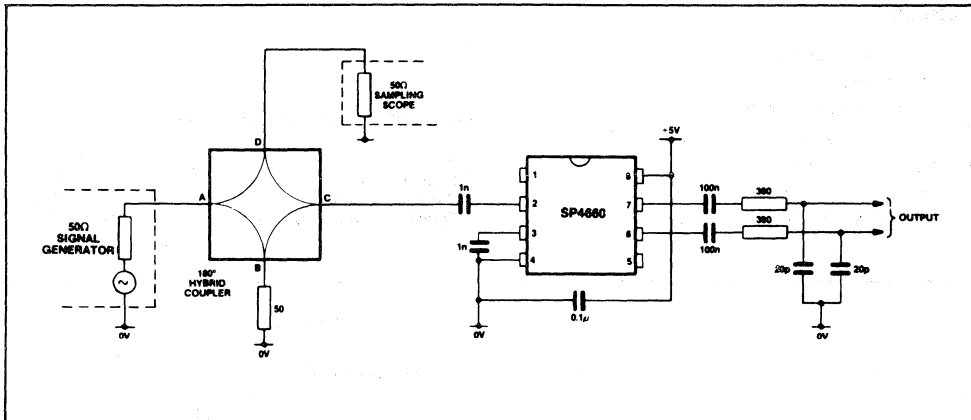 50Ω
SAMPLING
SCOPE
D
A
C
B
50Ω
SIGNAL
GENERATOR
0V
180°
HYBRID
COUPLER
50
0V
1n
1n
SP4660
1
2
3
4
8
7
6
5
+5V
0.1μ
0V
100n
100n
390
390
OUTPUT
20p
20p
0V